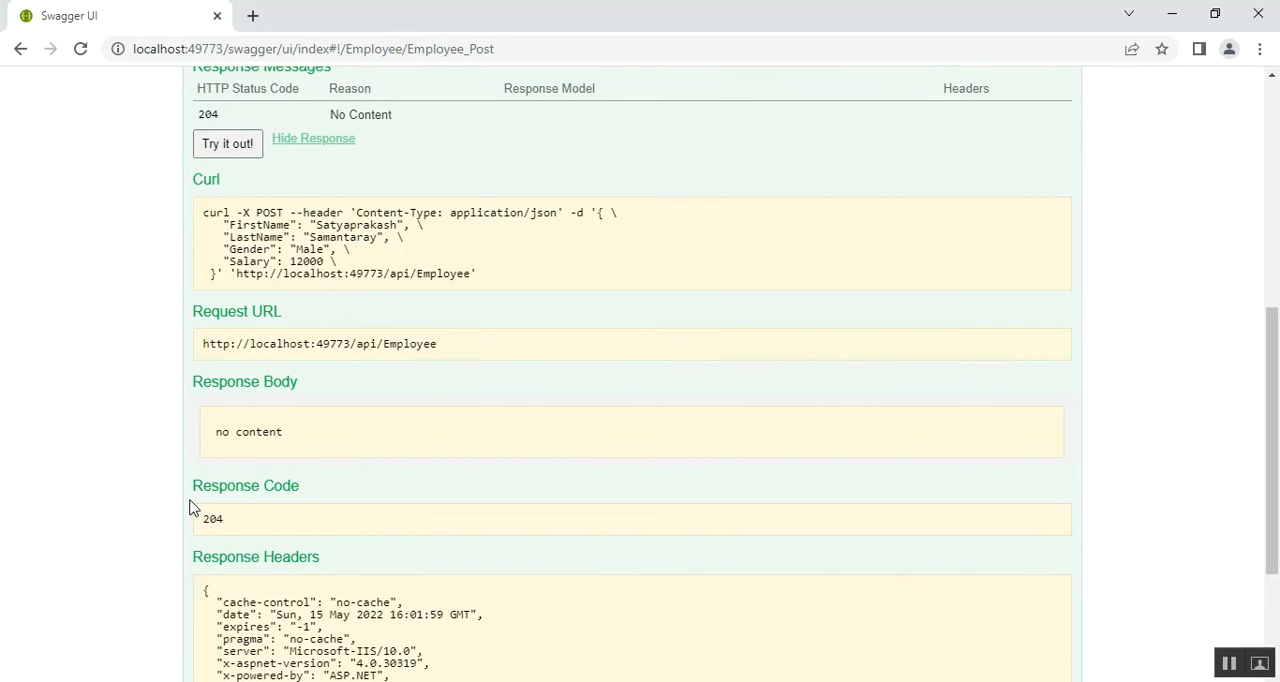 Swagger UI
localhost:49773/swagger/ui/index#!/Employee/Employee_Post
Response Messages
HTTP Status Code Reason Response Model Headers
204 No Content
Try it out! Hide Response
Curl
curl -X POST --header 'Content-Type: application/json' -d '{ \
"FirstName": "Satyaprakash", \
"LastName": "Samantaray", \
"Gender": "Male", \
"Salary": 12000 \
}' 'http://localhost:49773/api/Employee'
Request URL
http://localhost:49773/api/Employee
Response Body
no content
Response Code
204
Response Headers
{
"cache-control": "no-cache",
"date": "Sun, 15 May 2022 16:01:59 GMT",
"expires": "-1",
"pragma": "no-cache",
"server": "Microsoft-IIS/10.0",
"x-aspnet-version": "4.0.30319",
"x-powered-by": "ASP.NET",